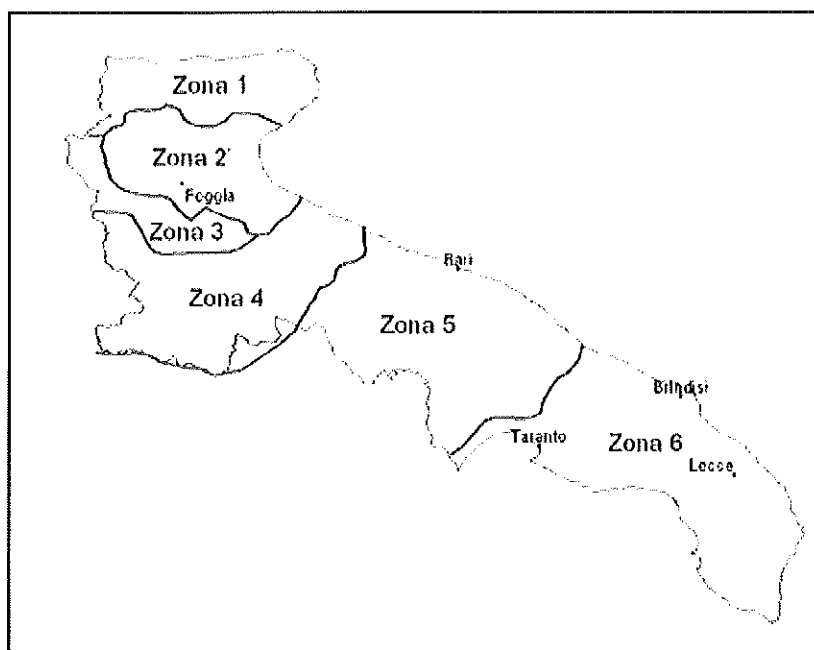 Zona 1
Zona 2
Foggia
Zona 3
Bari
Zona 4
Zona 5
Brindisi
Taranto
Zona 6
Lecce